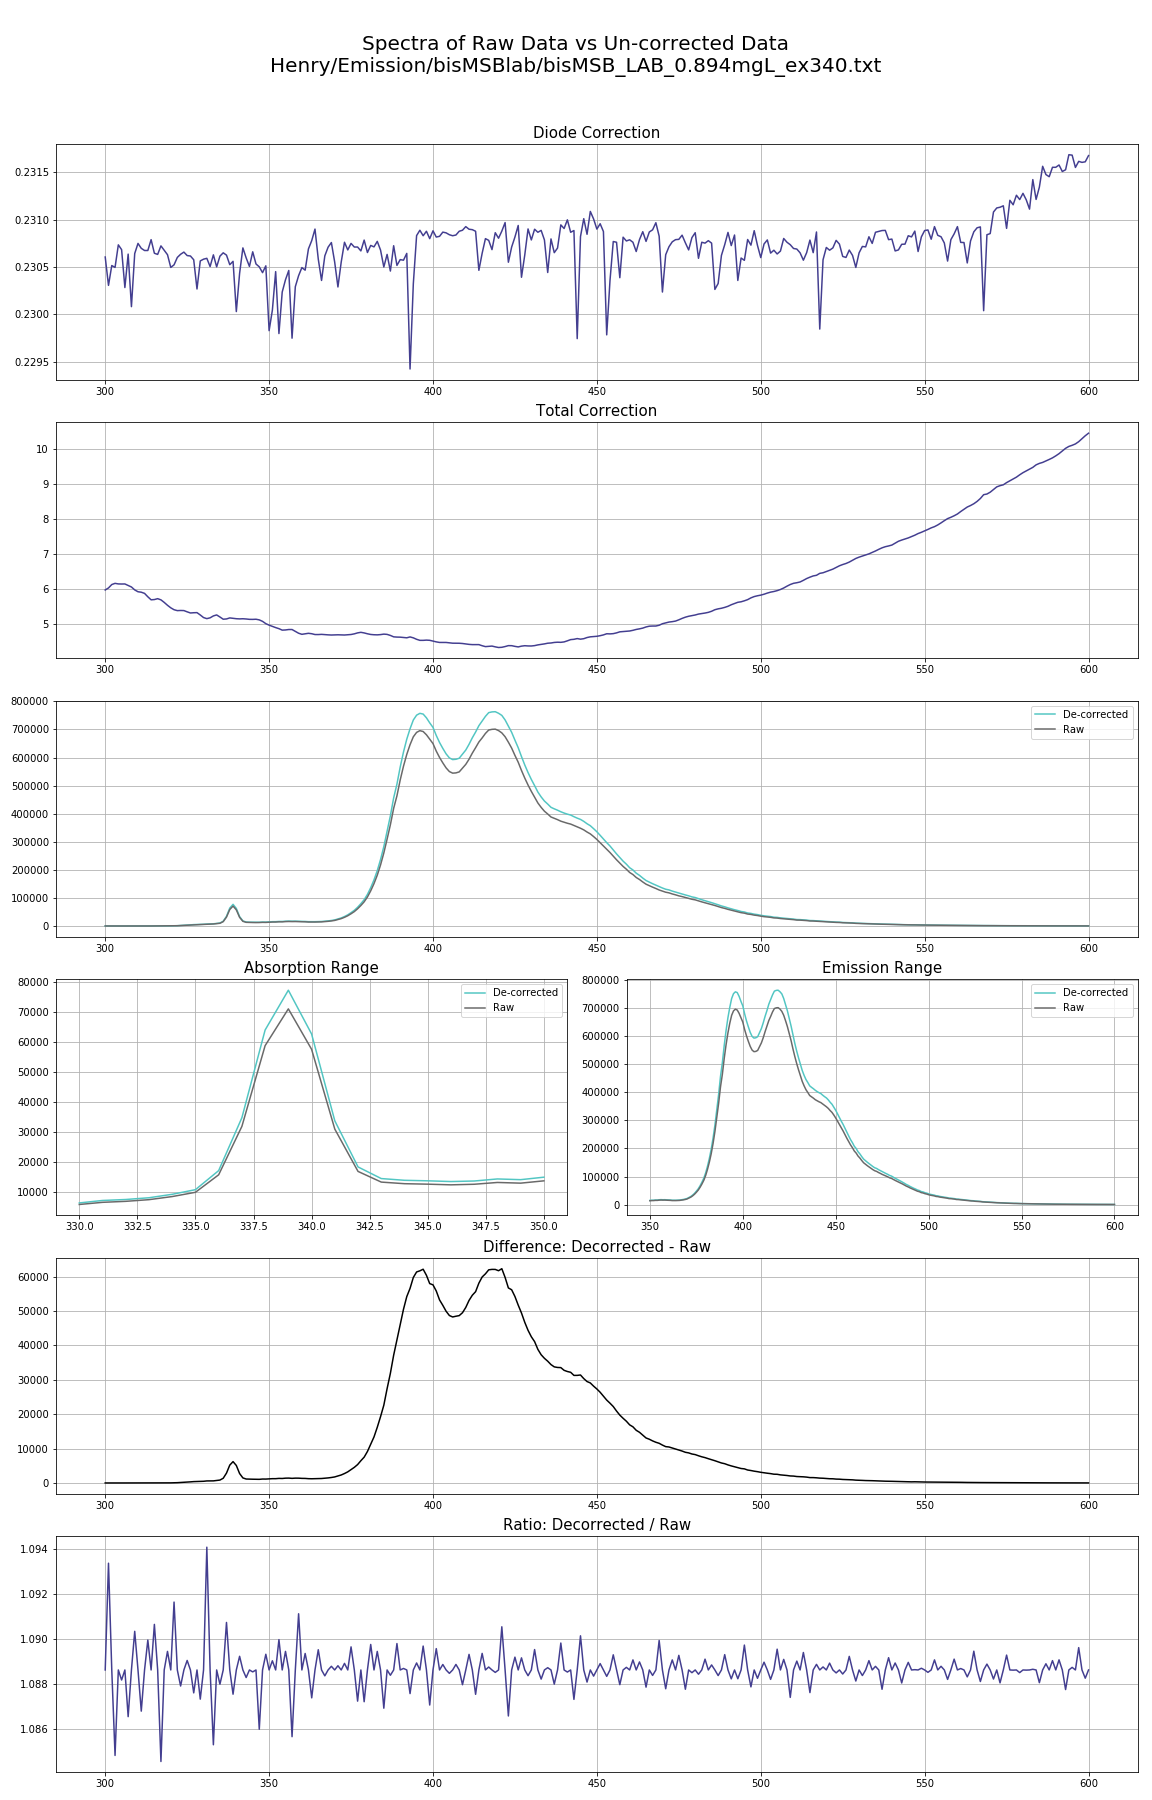 Spectra of Raw Data vs Un-corrected Data
Henry/Emission/bisMSBlab/bisMSB_LAB_0.894mgL_ex340.txt
Diode Correction
0.2315
0.2310
0.2305
0.2300
0.2295
300 350 400 450 500 550 600
Total Correction
10
9
8
7
6
5
300 350 400 450 500 550 600
800000
700000
600000
500000
400000
300000
200000
100000
0
De-corrected
Raw
300 350 400 450 500 550 600
Absorption Range
80000
70000
60000
50000
40000
30000
20000
10000
De-corrected
Raw
330.0 332.5 335.0 337.5 340.0 342.5 345.0 347.5 350.0
Emission Range
800000
700000
600000
500000
400000
300000
200000
100000
0
De-corrected
Raw
350 400 450 500 550 600
Difference: Decorrected - Raw
60000
50000
40000
30000
20000
10000
0
300 350 400 450 500 550 600
Ratio: Decorrected / Raw
1.094
1.092
1.090
1.088
1.086
300 350 400 450 500 550 600